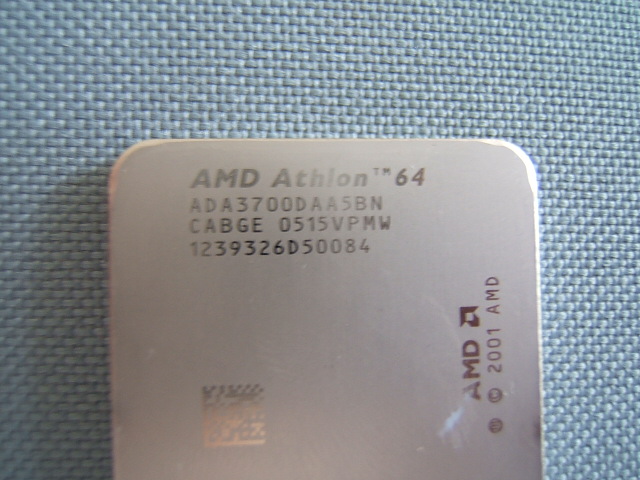 AMD Athlon™64
ADA3700DAA5BN
CABGE 0515VPMW
1239326D50084
AMD
Ⓜ © 2001 AMD